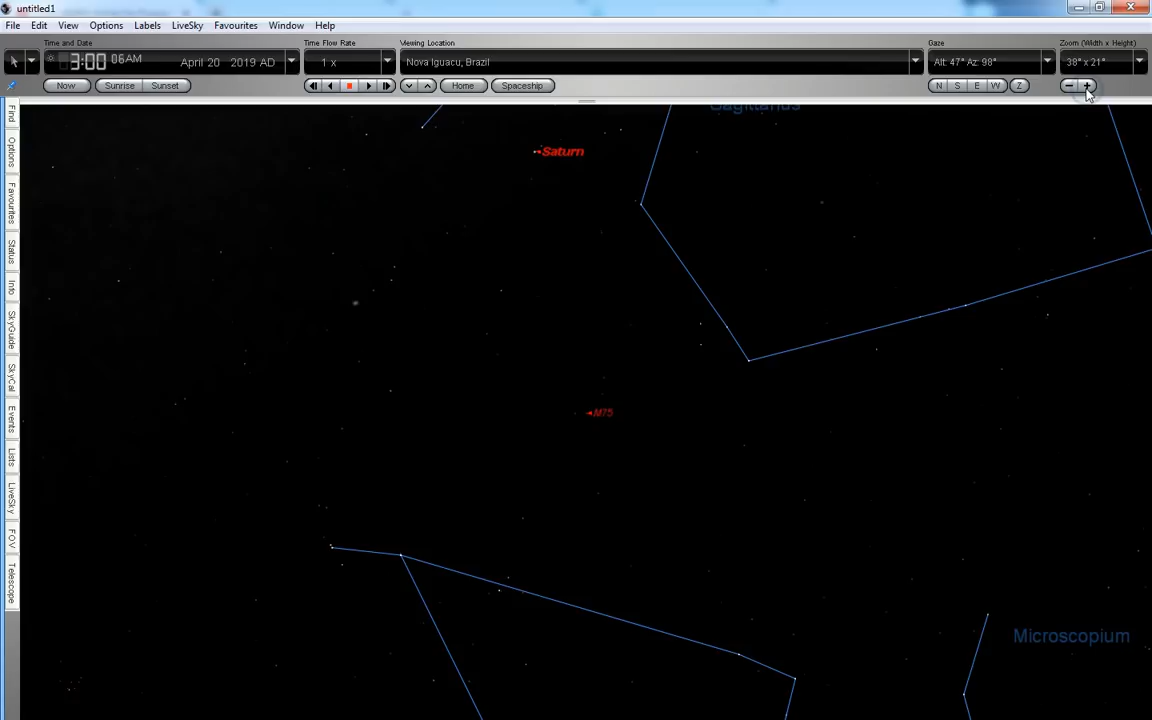 untitled1
File Edit View Options Labels LiveSky Favourites Window Help
Time and Date Time Flow Rate Viewing Location Gaze Zoom (Width x Height)
3:00 06AM April 20 2019 AD 1 x Nova Iguacu, Brazil Alt: 47° Az: 98° 38° x 21°
Now Sunrise Sunset Home Spaceship N S E W Z
Find
Options
Favourites
Status
Info
SkyGuide
SkyCal
Events
Lists
LiveSky
FOV
Telescope
Sagittarius
Saturn
M75
Microscopium